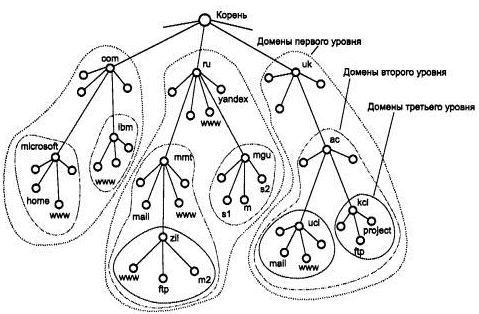 Корень
Домены первого уровня
com
ru
uk
Домены второго уровня
yandex
www
Домены третьего уровня
ibm
ac
microsoft
mmt
mgu
www
s2
home
www
mail
www
s1
m
kcl
project
ucl
zil
ftp
mail
www
www
ftp
m2